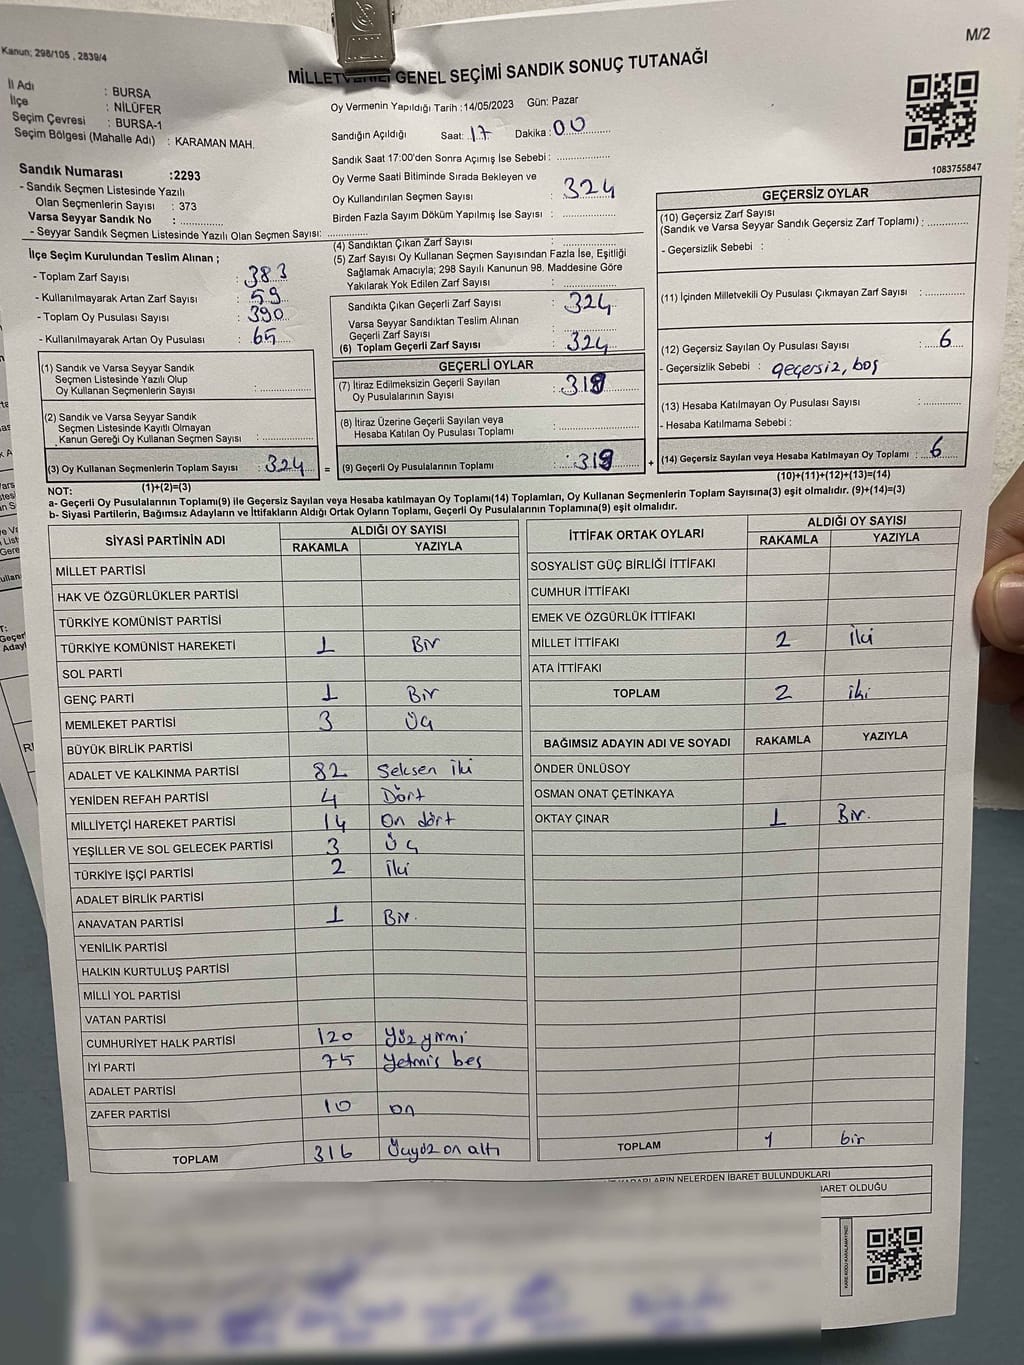 Kanun; 298/105 , 2839/4
M/2
GENEL SEÇİMİ SANDIK SONUÇ TUTANAĞI
İl Adı : BURSA
İlçe : NİLÜFER
Seçim Çevresi : BURSA-1
Seçim Bölgesi (Mahalle Adı) : KARAMAN MAH.
Oy Vermenin Yapıldığı Tarih :14/05/2023 Gün: Pazar
Sandığın Açıldığı Saat: 17 Dakika: 00
Sandık Saat 17:00'den Sonra Açımış İse Sebebi :
Oy Verme Saati Bitiminde Sırada Bekleyen ve
Oy Kullandırılan Seçmen Sayısı : 324
Birden Fazla Sayım Döküm Yapılmış İse Sayısı :
1083755847
Sandık Numarası :2293
- Sandık Seçmen Listesinde Yazılı
Olan Seçmenlerin Sayısı : 373
Varsa Seyyar Sandık No :
- Seyyar Sandık Seçmen Listesinde Yazılı Olan Seçmen Sayısı:
İlçe Seçim Kurulundan Teslim Alınan ;
- Toplam Zarf Sayısı : 383
- Kullanılmayarak Artan Zarf Sayısı : 59
- Toplam Oy Pusulası Sayısı : 390
- Kullanılmayarak Artan Oy Pusulası : 65
(1) Sandık ve Varsa Seyyar Sandık
Seçmen Listesinde Yazılı Olup
Oy Kullanan Seçmenlerin Sayısı :
(2) Sandık ve Varsa Seyyar Sandık
Seçmen Listesinde Kayıtlı Olmayan
Kanun Gereği Oy Kullanan Seçmen Sayısı :
(3) Oy Kullanan Seçmenlerin Toplam Sayısı : 324 =
(1)+(2)=(3)
(4) Sandıktan Çıkan Zarf Sayısı :
(5) Zarf Sayısı Oy Kullanan Seçmen Sayısından Fazla İse, Eşitliği
Sağlamak Amacıyla; 298 Sayılı Kanunun 98. Maddesine Göre
Yakılarak Yok Edilen Zarf Sayısı :
Sandıkta Çıkan Geçerli Zarf Sayısı : 324
Varsa Seyyar Sandıktan Teslim Alınan
Geçerli Zarf Sayısı :
(6) Toplam Geçerli Zarf Sayısı : 324
GEÇERLİ OYLAR
(7) İtiraz Edilmeksizin Geçerli Sayılan
Oy Pusulalarının Sayısı :
(8) İtiraz Üzerine Geçerli Sayılan veya
Hesaba Katılan Oy Pusulası Toplamı :
(9) Geçerli Oy Pusulalarının Toplamı : +
GEÇERSİZ OYLAR
(10) Geçersiz Zarf Sayısı
(Sandık ve Varsa Seyyar Sandık Geçersiz Zarf Toplamı) :
- Geçersizlik Sebebi :
(11) İçinden Milletvekili Oy Pusulası Çıkmayan Zarf Sayısı :
(12) Geçersiz Sayılan Oy Pusulası Sayısı : 6
- Geçersizlik Sebebi : geçersiz, boş
(13) Hesaba Katılmayan Oy Pusulası Sayısı :
- Hesaba Katılmama Sebebi :
(14) Geçersiz Sayılan veya Hesaba Katılmayan Oy Toplamı : 6
(10)+(11)+(12)+(13)=(14)
NOT:
a- Geçerli Oy Pusulalarının Toplamı(9) ile Geçersiz Sayılan veya Hesaba katılmayan Oy Toplamı(14) Toplamları, Oy Kullanan Seçmenlerin Toplam Sayısına(3) eşit olmalıdır. (9)+(14)=(3)
b- Siyasi Partilerin, Bağımsız Adayların ve İttifakların Aldığı Ortak Oyların Toplamı, Geçerli Oy Pusulalarının Toplamına(9) eşit olmalıdır.
SİYASİ PARTİNİN ADI ALDIĞI OY SAYISI
RAKAMLA YAZIYLA
MİLLET PARTİSİ
HAK VE ÖZGÜRLÜKLER PARTİSİ
TÜRKİYE KOMÜNİST PARTİSİ
TÜRKİYE KOMÜNİST HAREKETİ 1 Bir
SOL PARTİ
GENÇ PARTİ 1 Bir
MEMLEKET PARTİSİ 3 Üç
BÜYÜK BİRLİK PARTİSİ
ADALET VE KALKINMA PARTİSİ 82 Seksen iki
YENİDEN REFAH PARTİSİ 4 Dört
MİLLİYETÇİ HAREKET PARTİSİ 14 On dört
YEŞİLLER VE SOL GELECEK PARTİSİ 3 Üç
TÜRKİYE İŞÇİ PARTİSİ 2 İki
ADALET BİRLİK PARTİSİ
ANAVATAN PARTİSİ 1 Bir.
YENİLİK PARTİSİ
HALKIN KURTULUŞ PARTİSİ
MİLLİ YOL PARTİSİ
VATAN PARTİSİ
CUMHURİYET HALK PARTİSİ 120 Yüz yirmi
İYİ PARTİ 75 Yetmiş beş
ADALET PARTİSİ
ZAFER PARTİSİ 10 on
TOPLAM 316 Üçyüz on altı
İTTİFAK ORTAK OYLARI ALDIĞI OY SAYISI
RAKAMLA YAZIYLA
SOSYALİST GÜÇ BİRLİĞİ İTTİFAKI
CUMHUR İTTİFAKI
EMEK VE ÖZGÜRLÜK İTTİFAKI
MİLLET İTTİFAKI 2 İki
ATA İTTİFAKI
TOPLAM 2 iki
BAĞIMSIZ ADAYIN ADI VE SOYADI RAKAMLA YAZIYLA
ÖNDER ÜNLÜSOY
OSMAN ONAT ÇETİNKAYA
OKTAY ÇINAR 1 Bir.
TOPLAM 1 bir
NELERDEN İBARET BULUNDUKLARI
OLDUĞU